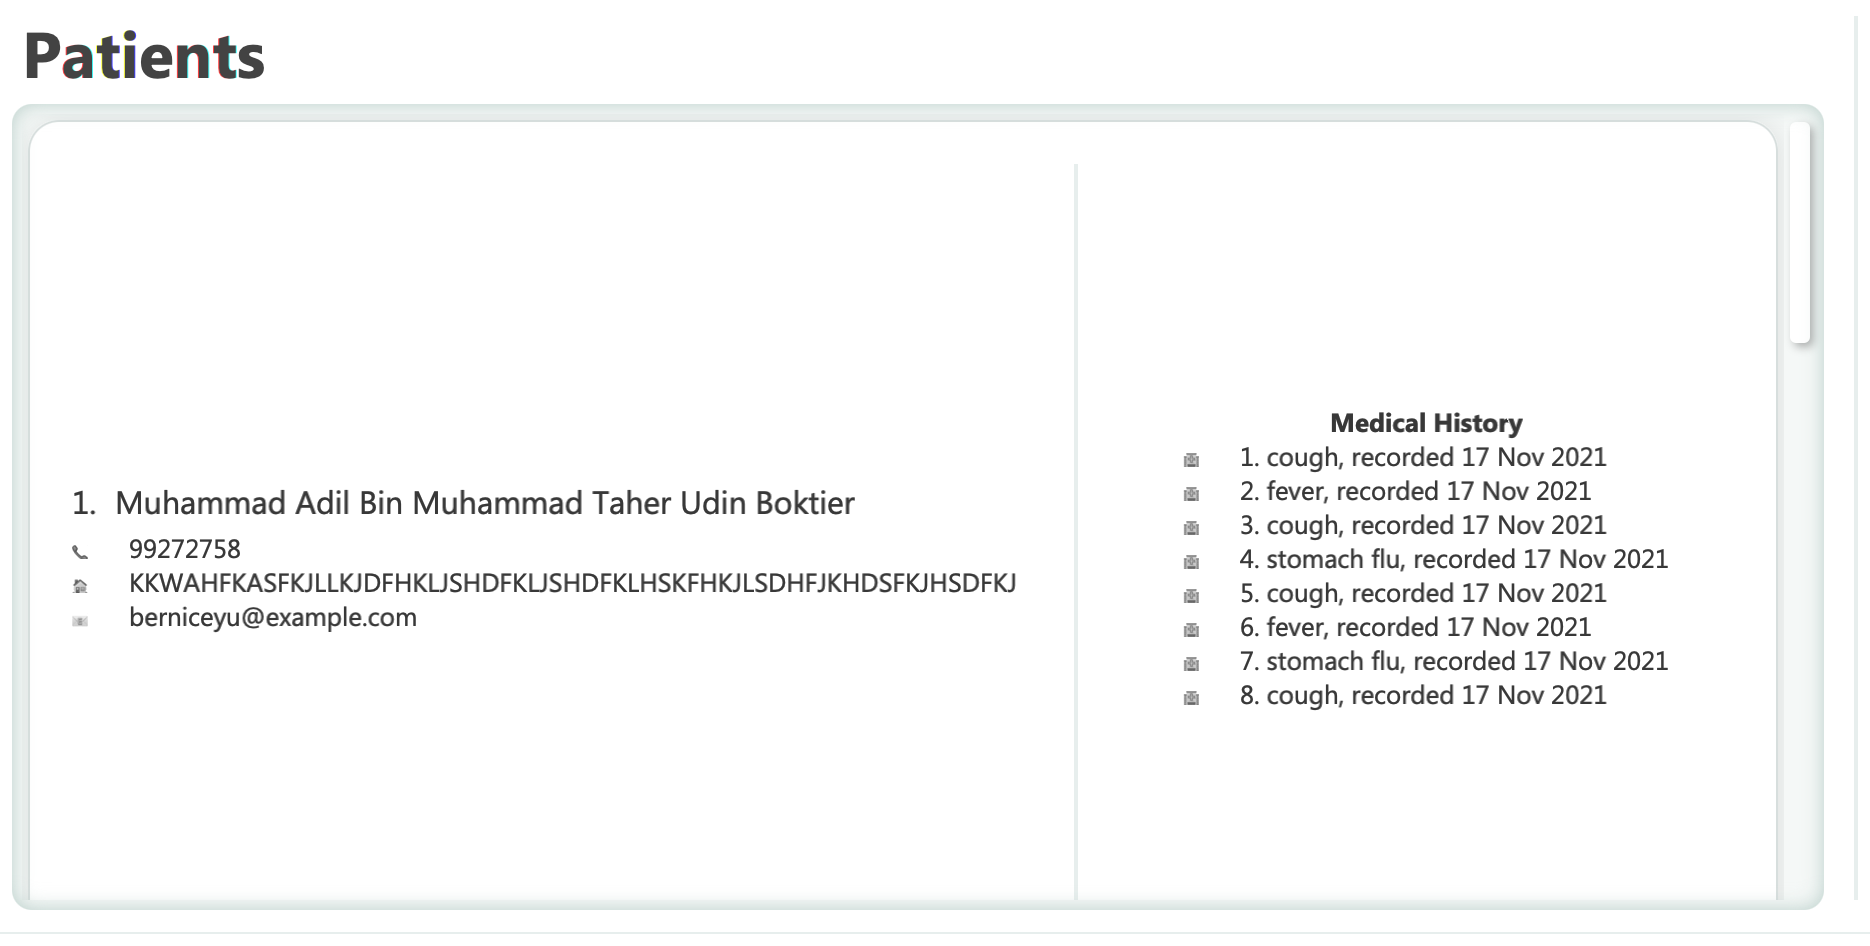 Patients
1. Muhammad Adil Bin Muhammad Taher Udin Boktier
99272758
KKWAHFKASFKJLLKJDFHKLJSHDFKLJSHDFKLHSKFHKJLSDHFJKHDSFKJHSDFKJ
berniceyu@example.com
Medical History
1. cough, recorded 17 Nov 2021
2. fever, recorded 17 Nov 2021
3. cough, recorded 17 Nov 2021
4. stomach flu, recorded 17 Nov 2021
5. cough, recorded 17 Nov 2021
6. fever, recorded 17 Nov 2021
7. stomach flu, recorded 17 Nov 2021
8. cough, recorded 17 Nov 2021